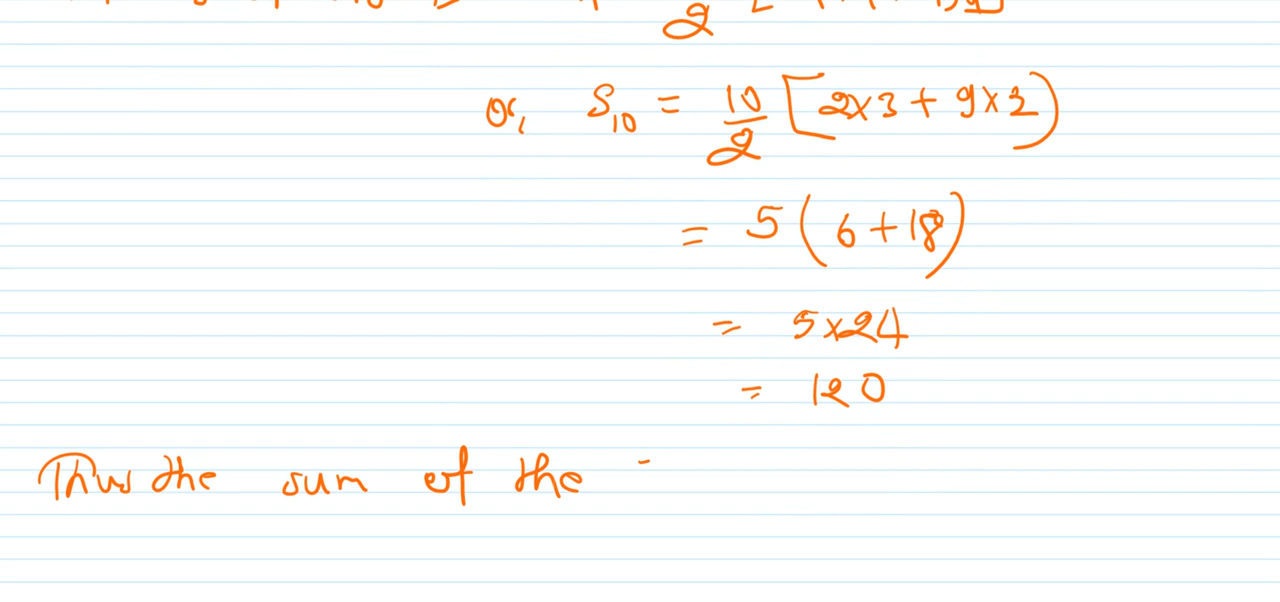 2
or, S₁₀ = 10/2 [2×3 + 9×2)
= 5 (6+18)
= 5×24
= 120
Thus the sum of the